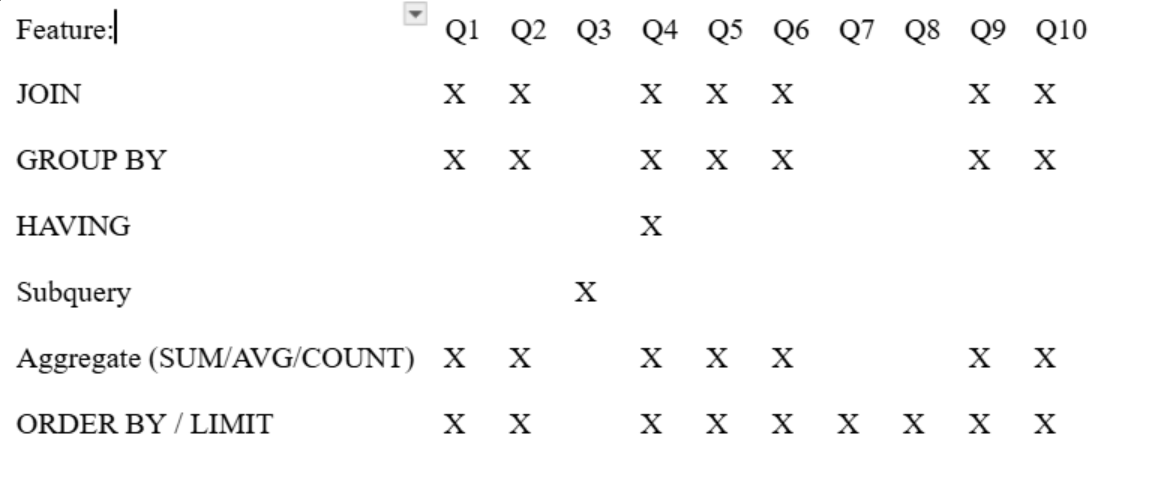 Feature: Q1 Q2 Q3 Q4 Q5 Q6 Q7 Q8 Q9 Q10
JOIN X X X X X X X
GROUP BY X X X X X X X
HAVING X
Subquery X
Aggregate (SUM/AVG/COUNT) X X X X X X X
ORDER BY / LIMIT X X X X X X X X X